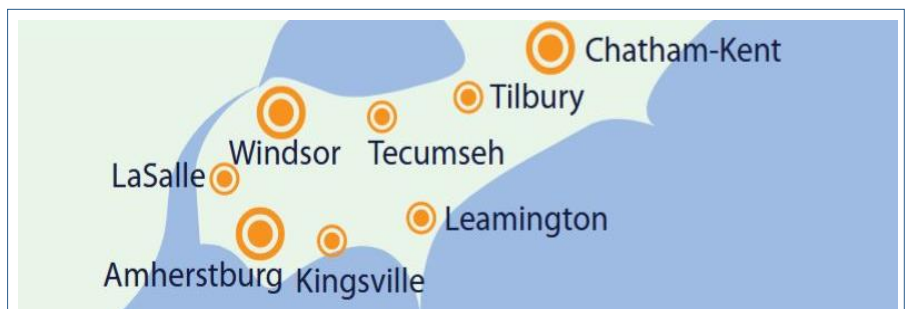 Chatham-Kent
Tilbury
Windsor
Tecumseh
LaSalle
Leamington
Amherstburg
Kingsville